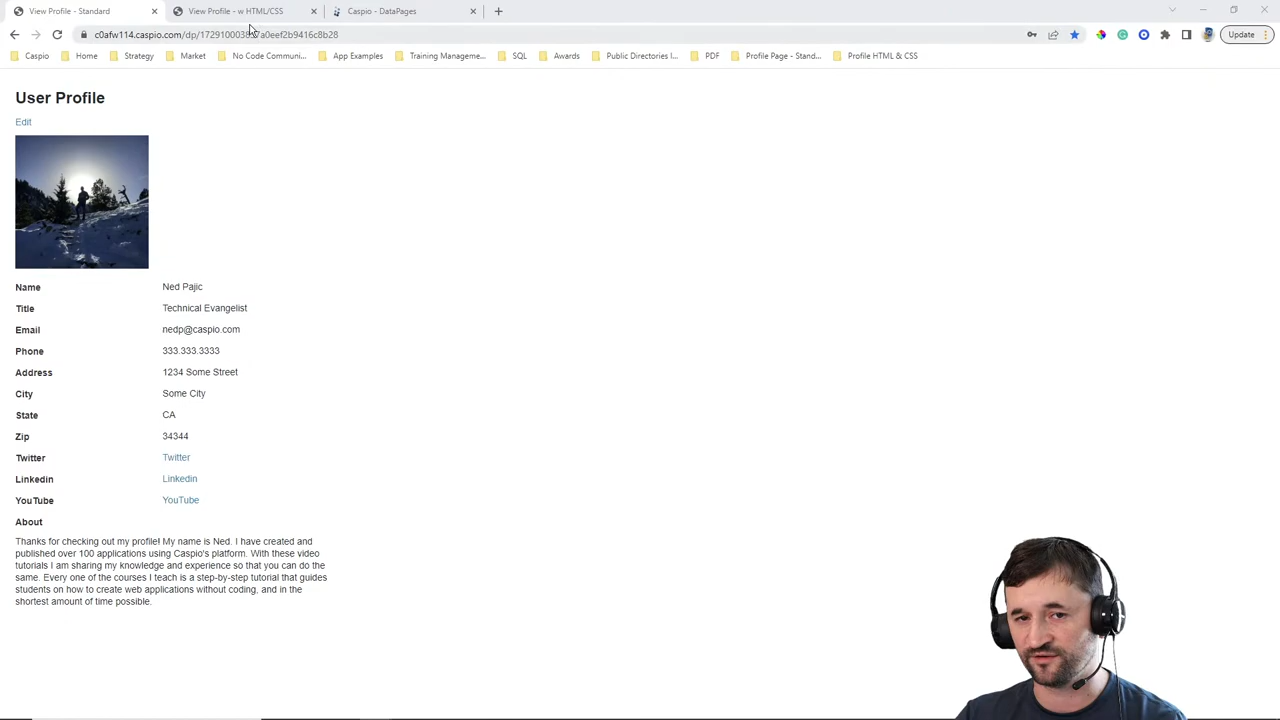 View Profile - Standard
View Profile - w HTML/CSS
Caspio - DataPages
Update
Caspio
Home
Strategy
Market
No Code Communi...
App Examples
Training Manageme...
SQL
Awards
Public Directories I...
PDF
Profile Page - Stand...
Profile HTML & CSS
User Profile
Edit
Name Ned Pajic
Title Technical Evangelist
Email nedp@caspio.com
Phone 333.333.3333
Address 1234 Some Street
City Some City
State CA
Zip 34344
Twitter Twitter
Linkedin Linkedin
YouTube YouTube
About
Thanks for checking out my profile! My name is Ned. I have created and
published over 100 applications using Caspio's platform. With these video
tutorials I am sharing my knowledge and experience so that you can do the
same. Every one of the courses I teach is a step-by-step tutorial that guides
students on how to create web applications without coding, and in the
shortest amount of time possible.